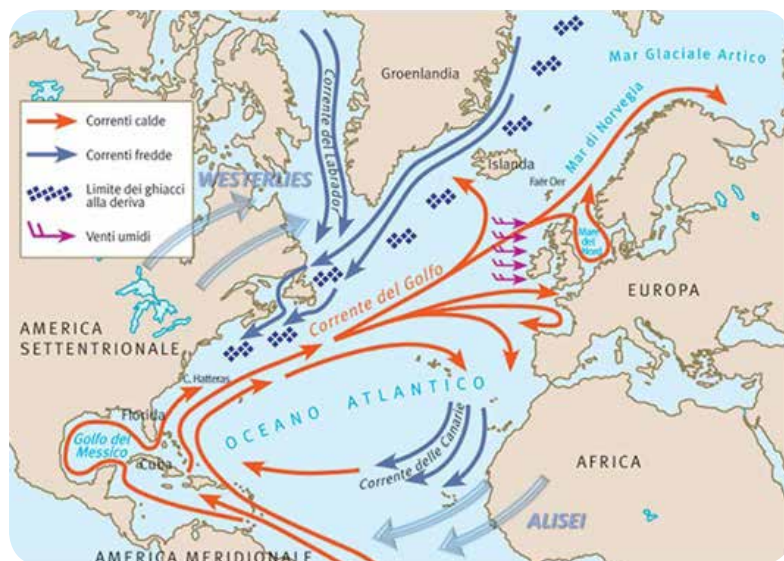 Groenlandia
Mar Glaciale Artico
Correnti calde
Correnti fredde
Limite dei ghiacci
alla deriva
Venti umidi
Corrente del Labrador
WESTERLIES
Islanda
Mar di Norvegia
Faër Oer
Mare
del
Nord
Corrente del Golfo
EUROPA
AMERICA
SETTENTRIONALE
C. Hatteras
OCEANO ATLANTICO
Florida
Golfo del
Messico
Cuba
Corrente delle Canarie
AFRICA
ALISEI
AMERICA MERIDIONALE